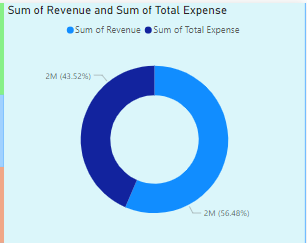 Sum of Revenue and Sum of Total Expense
Sum of Revenue Sum of Total Expense
2M (43.52%)
2M (56.48%)